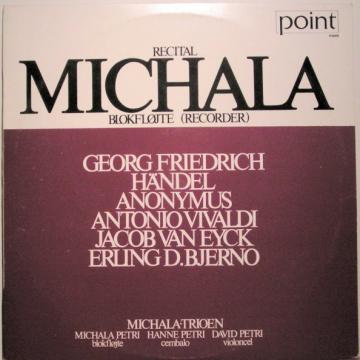 point
RECITAL
MICHALA
BLOKFLØJTE (RECORDER)
GEORG FRIEDRICH
HÄNDEL
ANONYMUS
ANTONIO VIVALDI
JACOB VAN EYCK
ERLING D. BJERNO
MICHALA-TRIOEN
MICHALA PETRI HANNE PETRI DAVID PETRI
blokfløjte cembalo violoncel